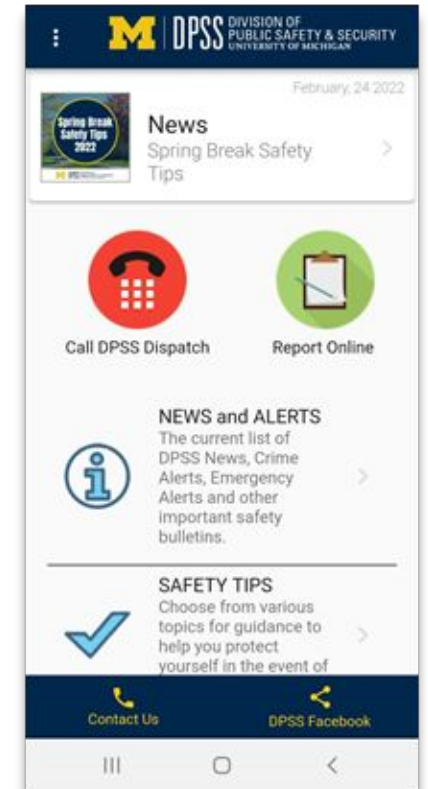 M | DPSS DIVISION OF
PUBLIC SAFETY & SECURITY
UNIVERSITY OF MICHIGAN
February, 24 2022
Spring Break
Safety Tips
2022
News
Spring Break Safety
Tips
Call DPSS Dispatch
Report Online
NEWS and ALERTS
The current list of
DPSS News, Crime
Alerts, Emergency
Alerts and other
important safety
bulletins.
SAFETY TIPS
Choose from various
topics for guidance to
help you protect
yourself in the event of
Contact Us
DPSS Facebook